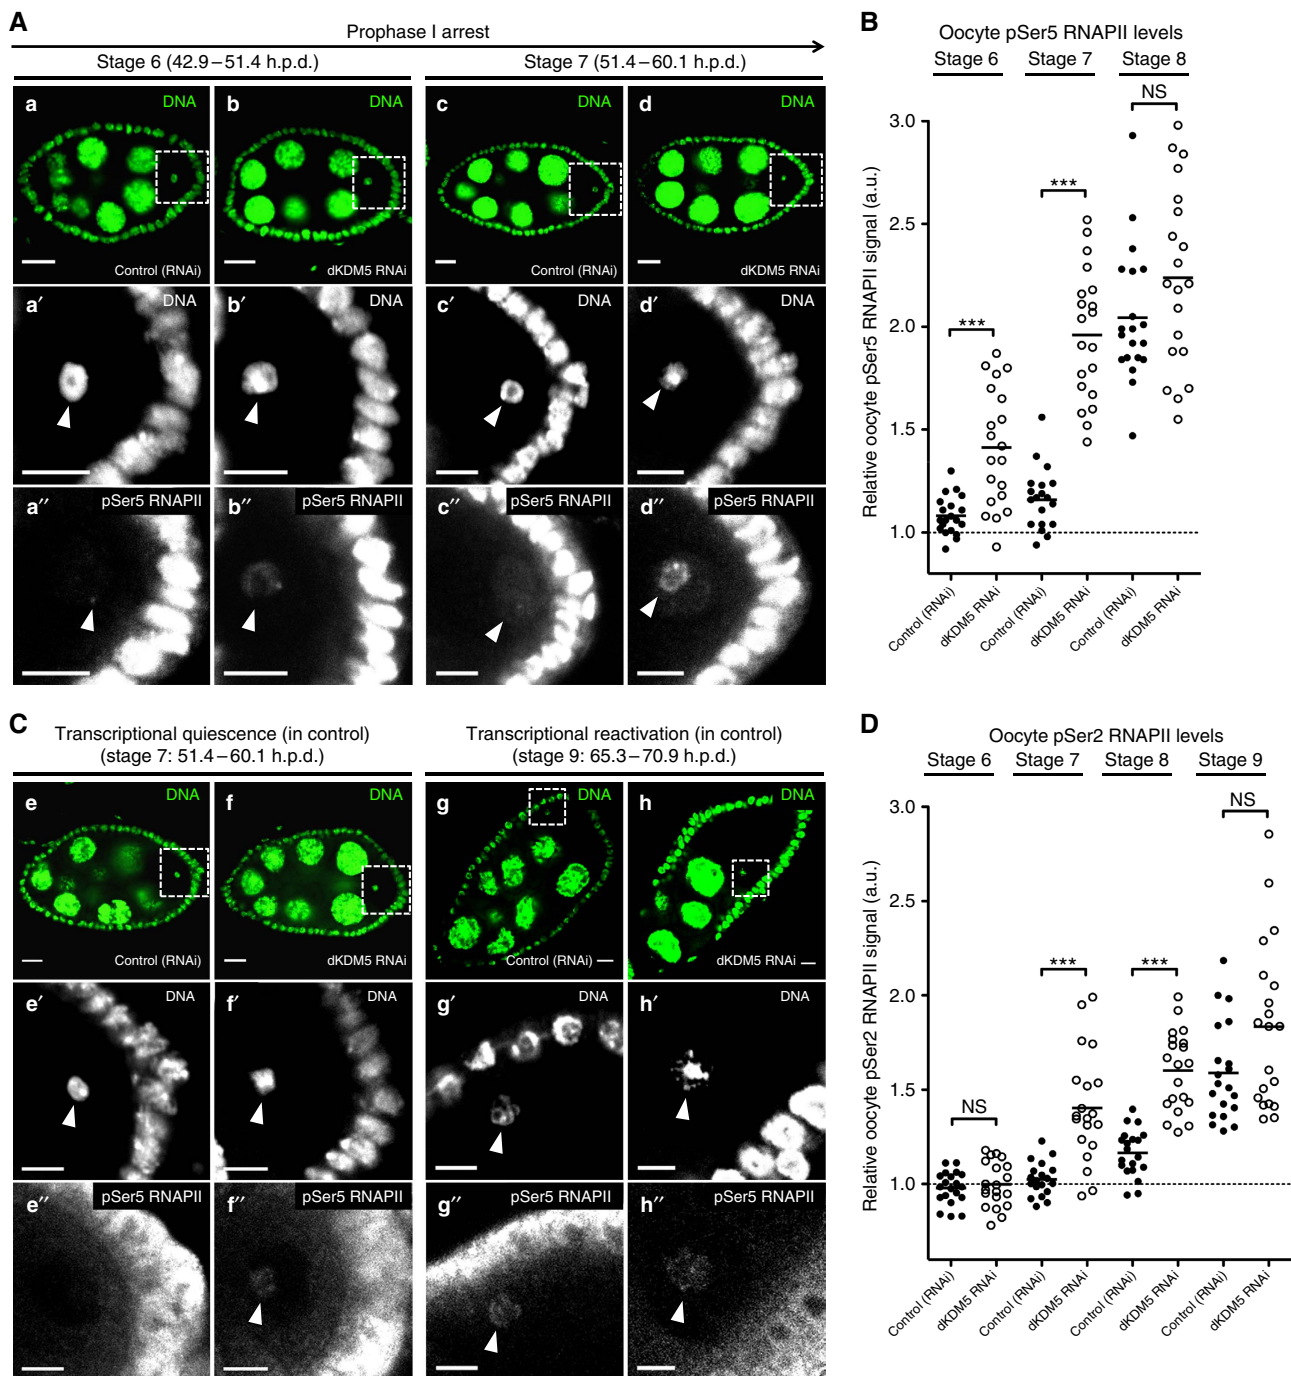 A
Prophase I arrest
Stage 6 (42.9–51.4 h.p.d.)
Stage 7 (51.4–60.1 h.p.d.)
a DNA
Control (RNAi)
b DNA
dKDM5 RNAi
c DNA
Control (RNAi)
d DNA
dKDM5 RNAi
a′ DNA
b′ DNA
c′ DNA
d′ DNA
a″ pSer5 RNAPII
b″ pSer5 RNAPII
c″ pSer5 RNAPII
d″ pSer5 RNAPII
B
Oocyte pSer5 RNAPII levels
Stage 6 Stage 7 Stage 8
NS
***
***
Relative oocyte pSer5 RNAPII signal (a.u.)
3.0
2.5
2.0
1.5
1.0
Control (RNAi)
dKDM5 RNAi
Control (RNAi)
dKDM5 RNAi
Control (RNAi)
dKDM5 RNAi
C
Transcriptional quiescence (in control)
(stage 7: 51.4–60.1 h.p.d.)
Transcriptional reactivation (in control)
(stage 9: 65.3–70.9 h.p.d.)
e DNA
Control (RNAi)
f DNA
dKDM5 RNAi
g DNA
Control (RNAi)
h DNA
dKDM5 RNAi
e′ DNA
f′ DNA
g′ DNA
h′ DNA
e″ pSer5 RNAPII
f″ pSer5 RNAPII
g″ pSer5 RNAPII
h″ pSer5 RNAPII
D
Oocyte pSer2 RNAPII levels
Stage 6 Stage 7 Stage 8 Stage 9
NS
***
***
NS
Relative oocyte pSer2 RNAPII signal (a.u.)
3.0
2.5
2.0
1.5
1.0
Control (RNAi)
dKDM5 RNAi
Control (RNAi)
dKDM5 RNAi
Control (RNAi)
dKDM5 RNAi
Control (RNAi)
dKDM5 RNAi